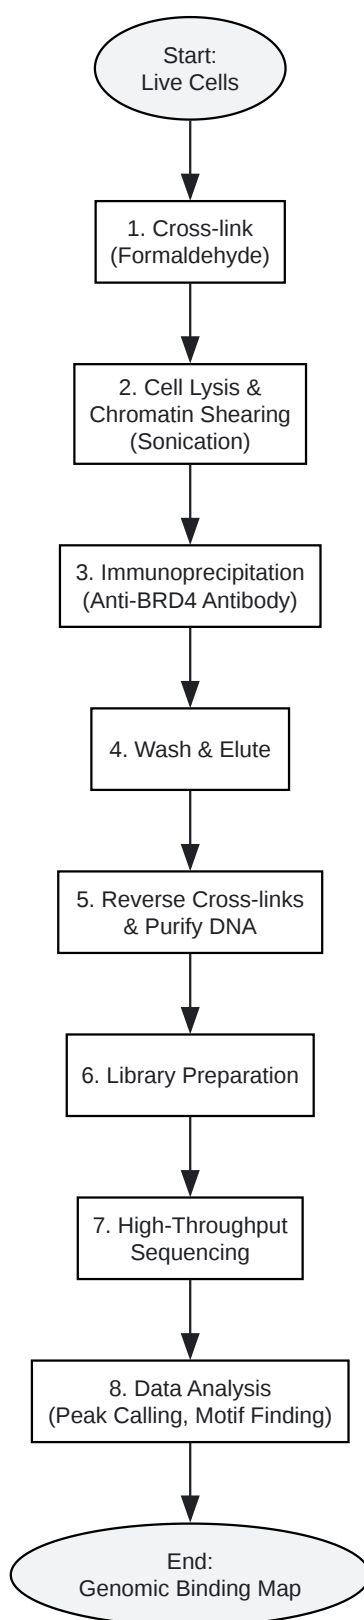 Start:
Live Cells
1. Cross-link
(Formaldehyde)
2. Cell Lysis &
Chromatin Shearing
(Sonication)
3. Immunoprecipitation
(Anti-BRD4 Antibody)
4. Wash & Elute
5. Reverse Cross-links
& Purify DNA
6. Library Preparation
7. High-Throughput
Sequencing
8. Data Analysis
(Peak Calling, Motif Finding)
End:
Genomic Binding Map